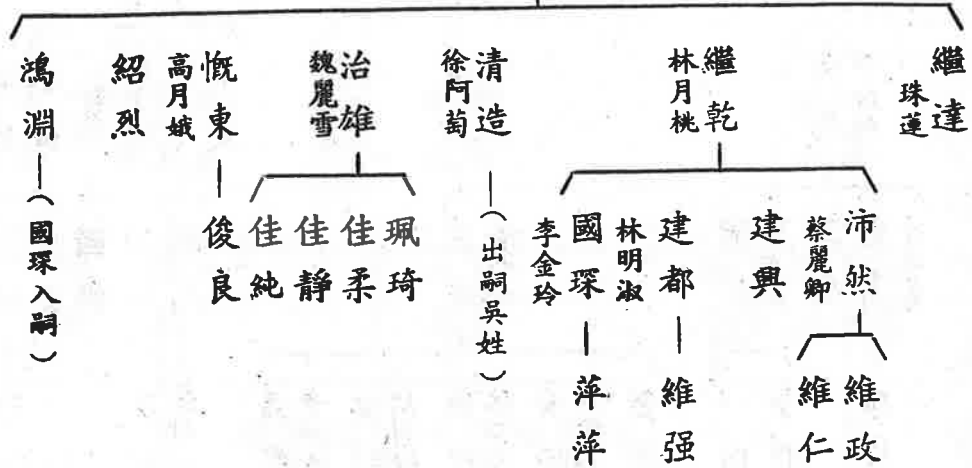 繼達
珠蓮
繼乾
林月桃
清造
徐阿萄
治雄
魏麗雪
慨東
高月娥
紹烈
鴻淵
沛然
蔡麗卿
建興
建都
林明淑
國琛
李金玲
(出嗣吳姓)
珮琦
佳柔
佳靜
佳純
俊良
(國琛入嗣)
維政
維仁
維强
萍萍